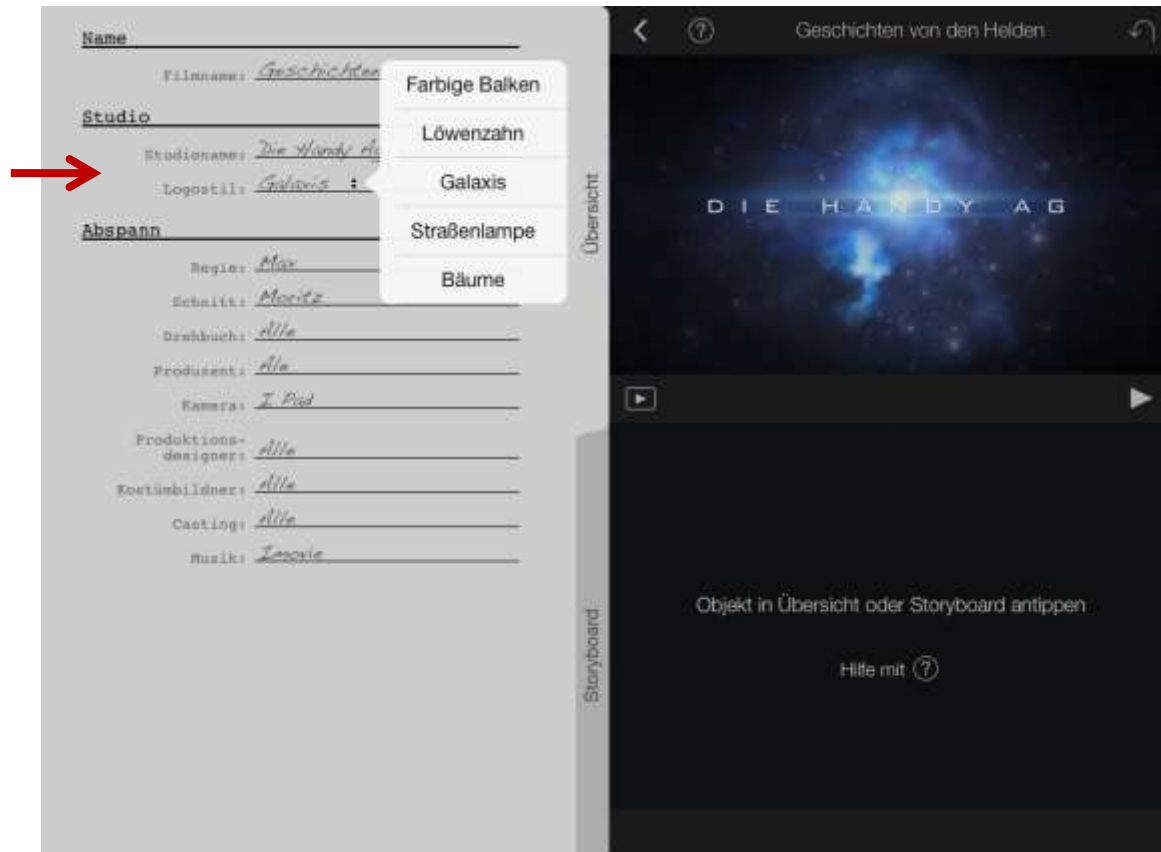 Name
Filmname: Geschichten
Studio
Studioname: Die Handy Ag
Logostil: Galaxis
Abspann
Regie: Max
Schnitt: Moritz
Drehbuch: Alle
Produzent: Ale
Kamera: I Pad
Produktions-
designer: Alle
Kostümbildner: Alle
Casting: Alle
Musik: Imovie
Farbige Balken
Löwenzahn
Galaxis
Straßenlampe
Bäume
Übersicht
Storyboard
Geschichten von den Helden
DIE HANDY AG
Objekt in Übersicht oder Storyboard antippen
Hilfe mit ?